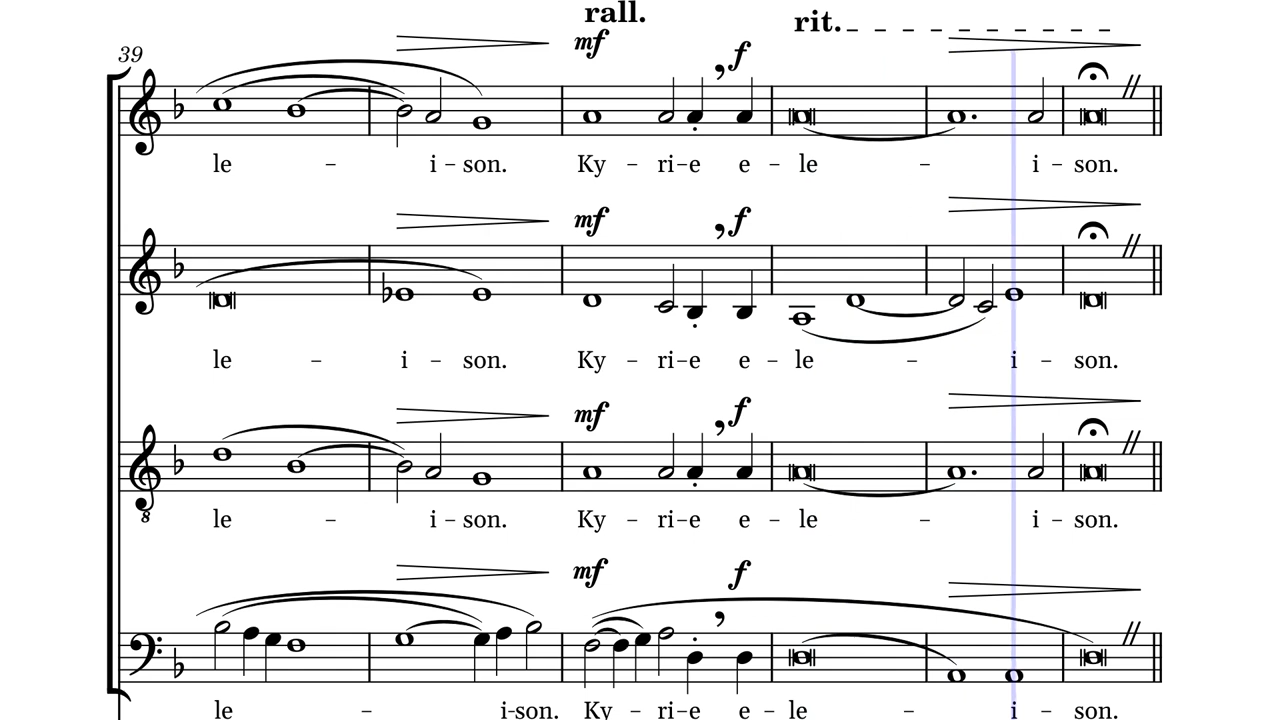 rall.
rit.
39
mf f
le - i - son. Ky - ri - e e - le - i - son.
mf f
le - i - son. Ky - ri - e e - le - i - son.
mf f
8
le - i - son. Ky - ri - e e - le - i - son.
mf f
le - i - son. Ky - ri - e e - le - i - son.